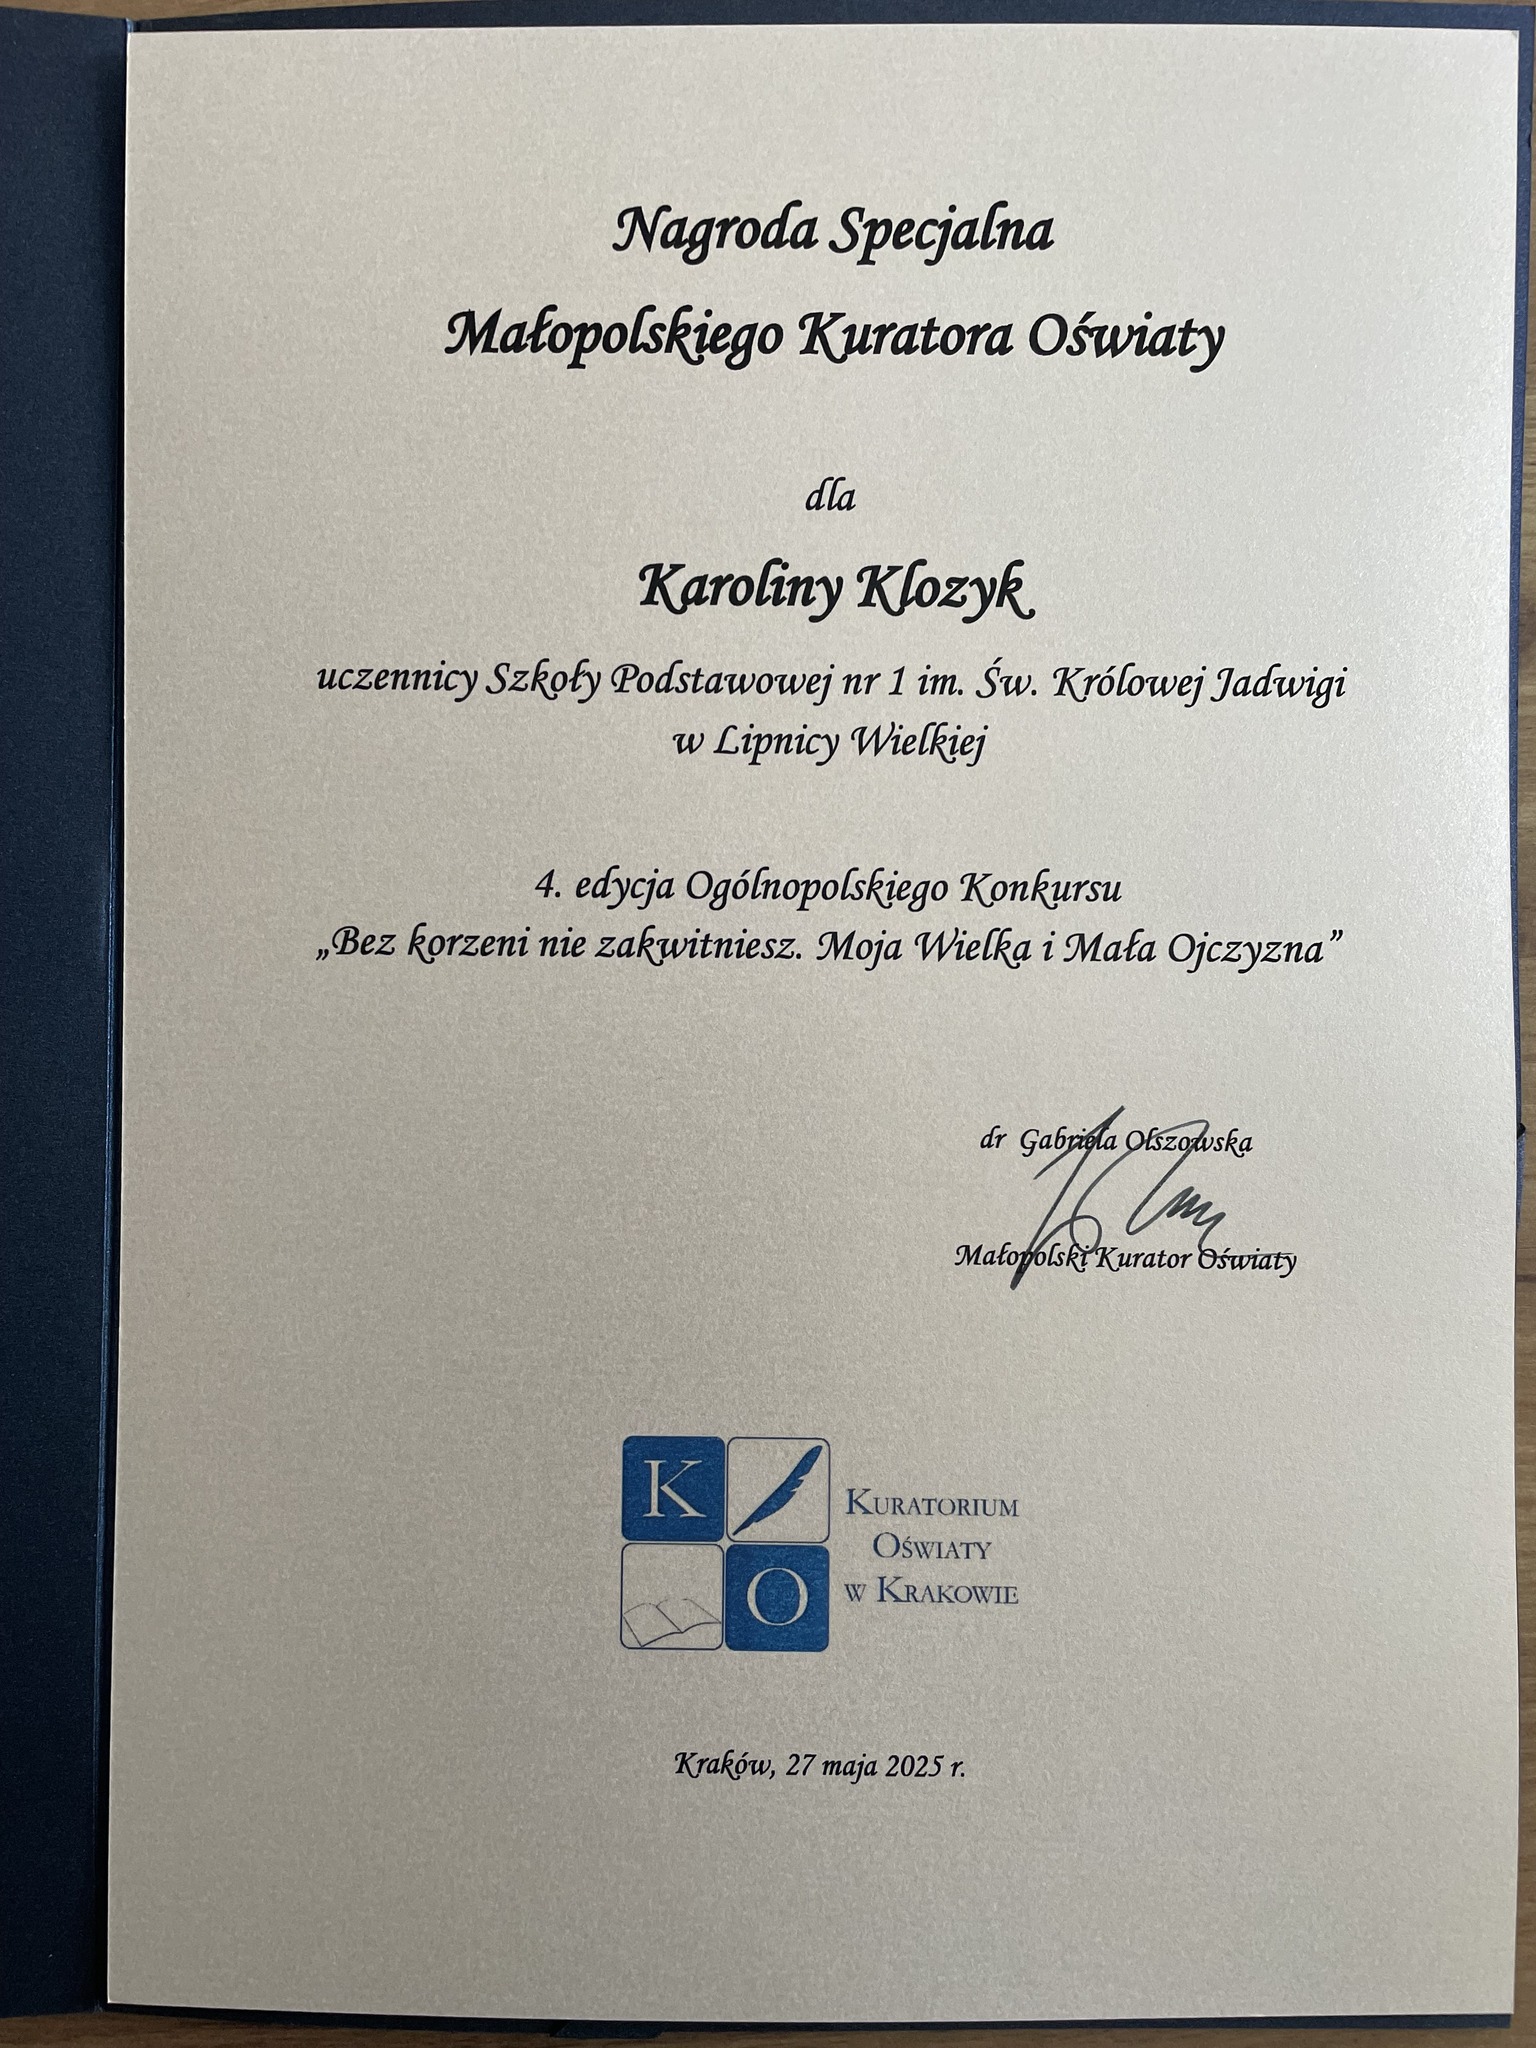 Nagroda Specjalna
Małopolskiego Kuratora Oświaty
dla
Karoliny Klozyk
uczennicy Szkoły Podstawowej nr 1 im. Św. Królowej Jadwigi
w Lipnicy Wielkiej
4. edycja Ogólnopolskiego Konkursu
„Bez korzeni nie zakwitniesz. Moja Wielka i Mała Ojczyzna”
dr Gabriela Olszowska
Małopolski Kurator Oświaty
K
O
KURATORIUM
OŚWIATY
W KRAKOWIE
Kraków, 27 maja 2025 r.